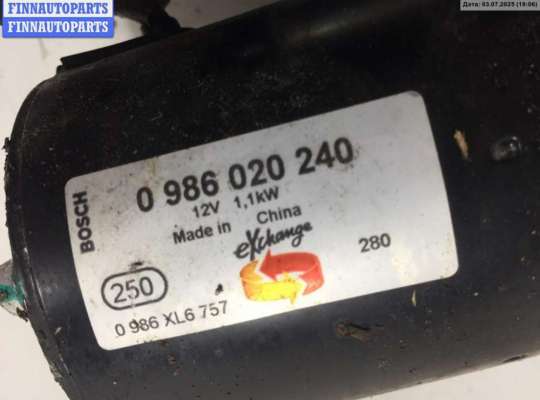 FINNAUTOPARTS
FINNAUTOPARTS
Дата: 03.07.2025 (19:06)
BOSCH
0 986 020 240
12V 1,1kW
Made in China
eXchange
250
280
0 986 XL6 757